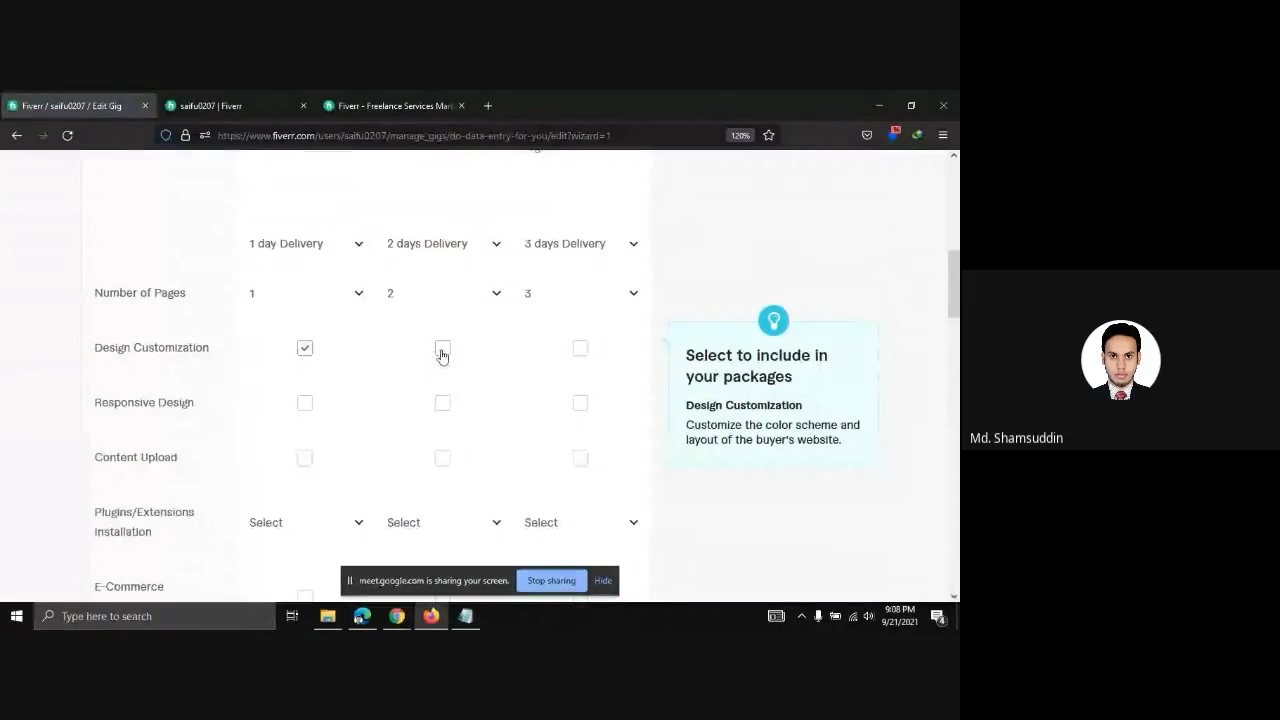 Fiverr / saifu0207 / Edit Gig
saifu0207 | Fiverr
Fiverr - Freelance Services Mar
https://www.fiverr.com/users/saifu0207/manage_gigs/do-data-entry-for-you/edit?wizard=1
120%
1 day Delivery
2 days Delivery
3 days Delivery
Number of Pages
1
2
3
Design Customization
Responsive Design
Content Upload
Plugins/Extensions
Installation
Select
Select
Select
E-Commerce
Select to include in
your packages
Design Customization
Customize the color scheme and
layout of the buyer's website.
meet.google.com is sharing your screen.
Stop sharing
Hide
Type here to search
9:08 PM
9/21/2021
4
Md. Shamsuddin